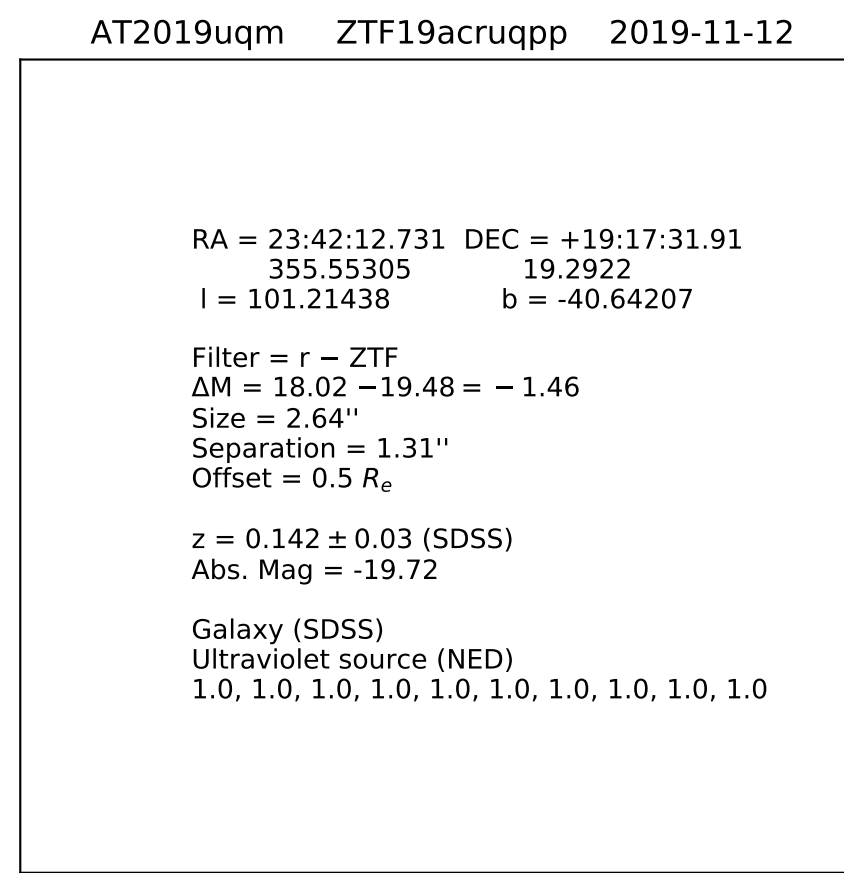 AT2019uqm ZTF19acruqpp 2019-11-12
RA = 23:42:12.731 DEC = +19:17:31.91
355.55305 19.2922
l = 101.21438 b = -40.64207
Filter = r − ZTF
ΔM = 18.02 −19.48 = − 1.46
Size = 2.64''
Separation = 1.31''
Offset = 0.5 Re
z = 0.142 ± 0.03 (SDSS)
Abs. Mag = -19.72
Galaxy (SDSS)
Ultraviolet source (NED)
1.0, 1.0, 1.0, 1.0, 1.0, 1.0, 1.0, 1.0, 1.0, 1.0